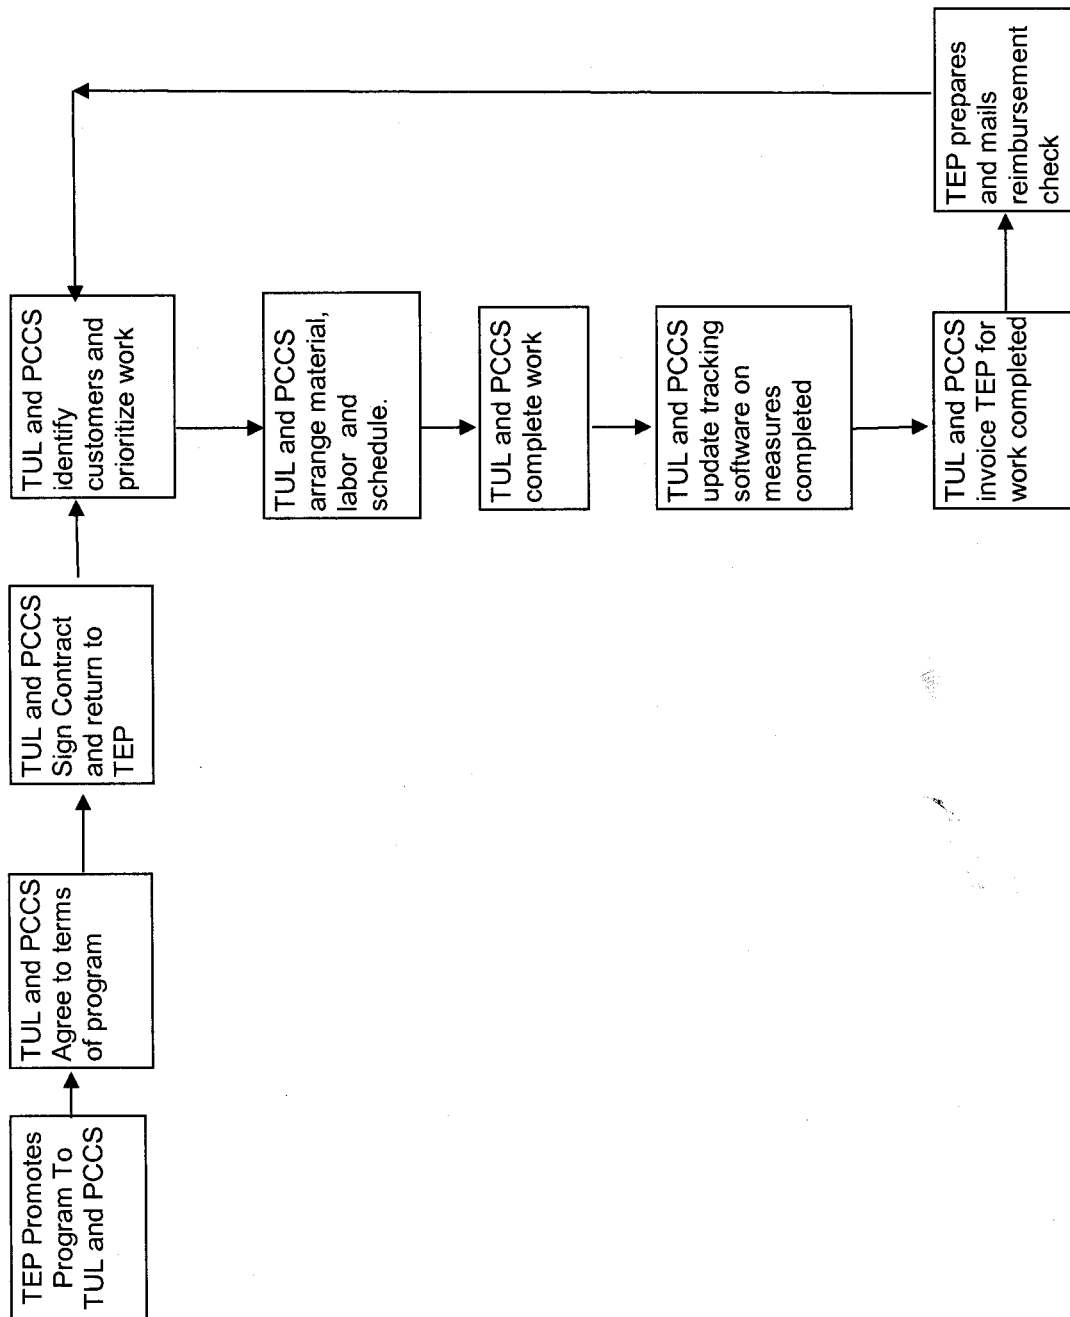 TEP Promotes
Program To
TUL and PCCS
TUL and PCCS
Agree to terms
of program
TUL and PCCS
Sign Contract
and return to
TEP
TUL and PCCS
identify
customers and
prioritize work
TUL and PCCS
arrange material,
labor and
schedule.
TUL and PCCS
complete work
TUL and PCCS
update tracking
software on
measures
completed
TUL and PCCS
invoice TEP for
work completed
TEP prepares
and mails
reimbursement
check